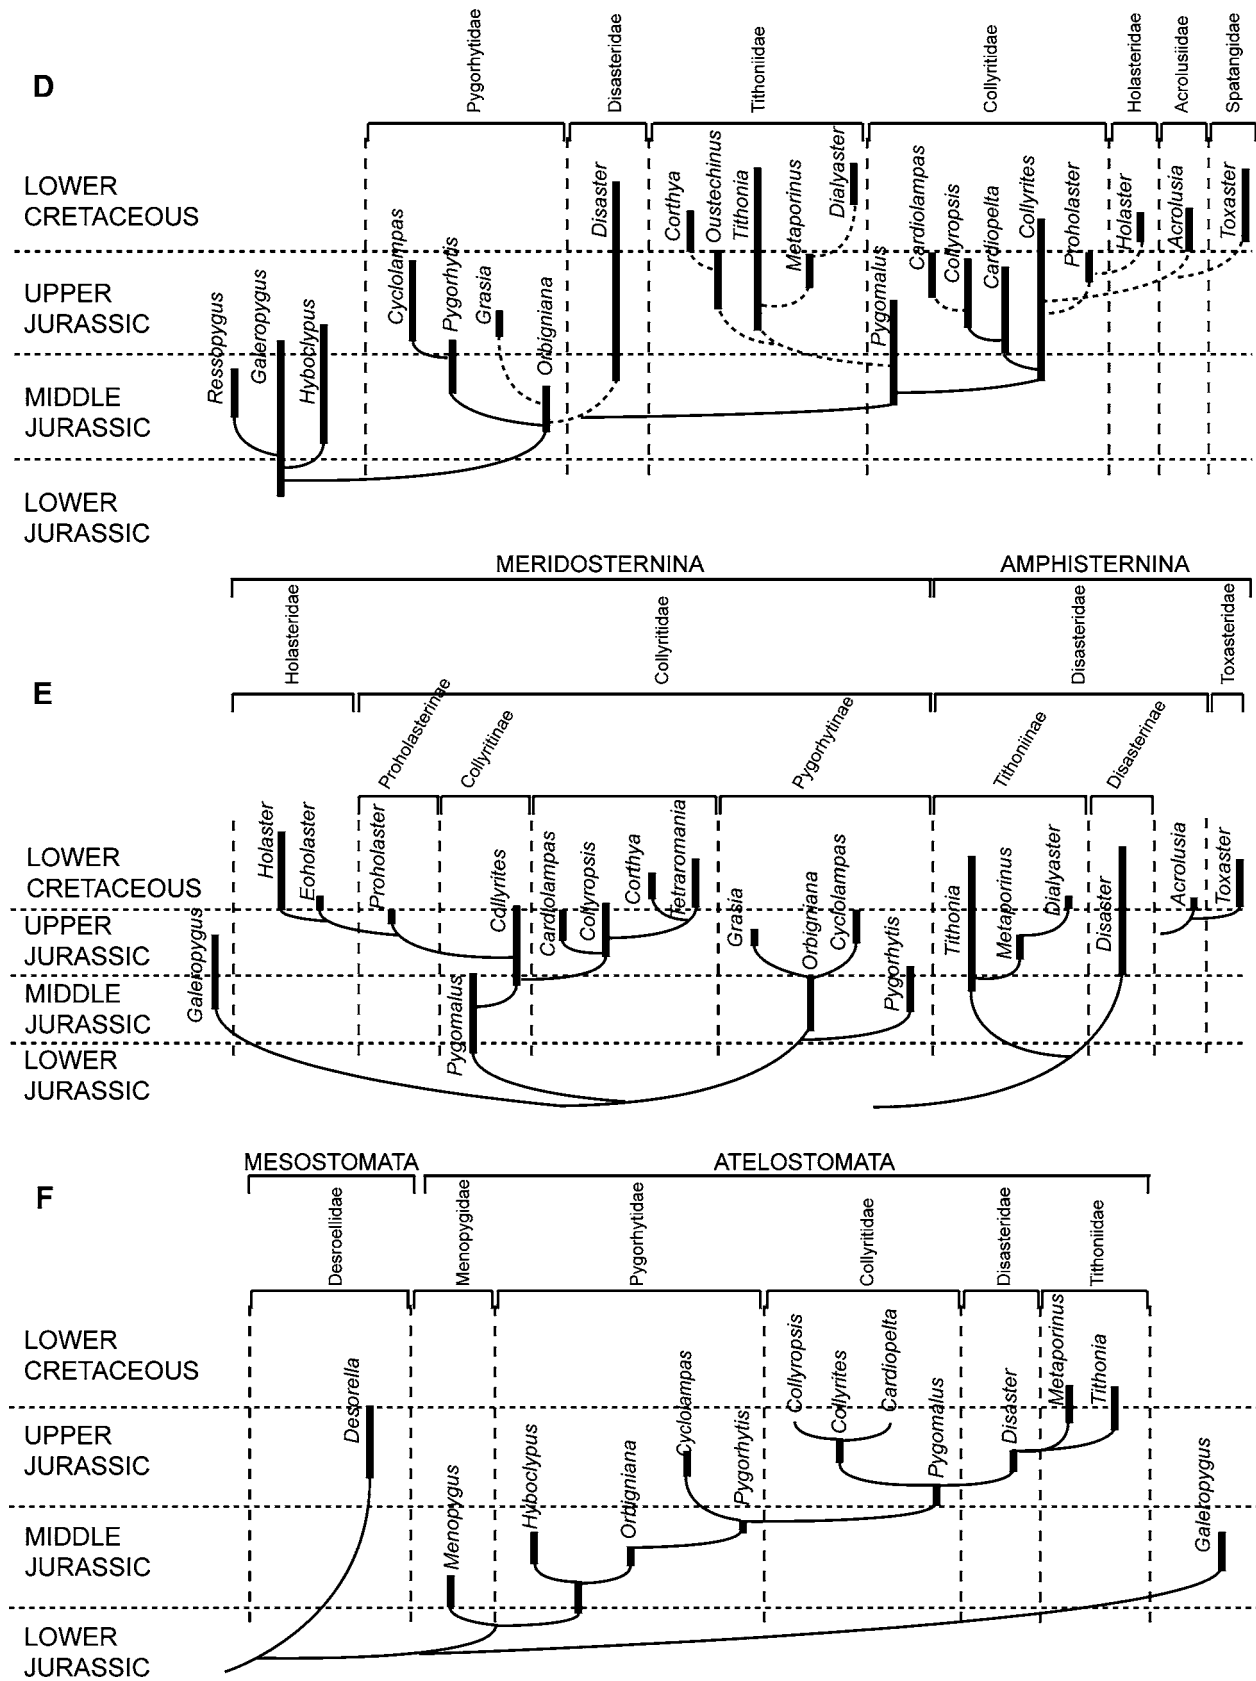 D
Pygorhytidae
Disasteridae
Tithoniidae
Collyritidae
Holasteridae
Acrolusiidae
Spatangidae
LOWER
CRETACEOUS
UPPER
JURASSIC
MIDDLE
JURASSIC
LOWER
JURASSIC
Ressopygus
Galeropygus
Hyboclypus
Cyclolampas
Pygorhytis
Grasia
Orbigniana
Disaster
Corthya
Oustechinus
Tithonia
Metaporinus
Dialyaster
Pygomalus
Cardiolampas
Collyropsis
Cardiopelta
Collyrites
Proholaster
Holaster
Acrolusia
Toxaster
E
MERIDOSTERNINA
AMPHISTERNINA
Holasteridae
Collyritidae
Disasteridae
Toxasteridae
Proholasterinae
Collyritinae
Pygorhytinae
Tithoniinae
Disasterinae
LOWER
CRETACEOUS
UPPER
JURASSIC
MIDDLE
JURASSIC
LOWER
JURASSIC
Galeropygus
Holaster
Eoholaster
Proholaster
Pygomalus
Collyrites
Cardiolampas
Collyropsis
Corthya
Tetraromania
Grasia
Orbigniana
Cyclolampas
Pygorhytis
Tithonia
Metaporinus
Dialyaster
Disaster
Acrolusia
Toxaster
F
MESOSTOMATA
ATELOSTOMATA
Desroellidae
Menopygidae
Pygorhytidae
Collyritidae
Disasteridae
Tithoniidae
LOWER
CRETACEOUS
UPPER
JURASSIC
MIDDLE
JURASSIC
LOWER
JURASSIC
Desorella
Menopygus
Hyboclypus
Orbigniana
Cyclolampas
Pygorhytis
Collyropsis
Collyrites
Cardiopelta
Pygomalus
Disaster
Metaporinus
Tithonia
Galeropygus